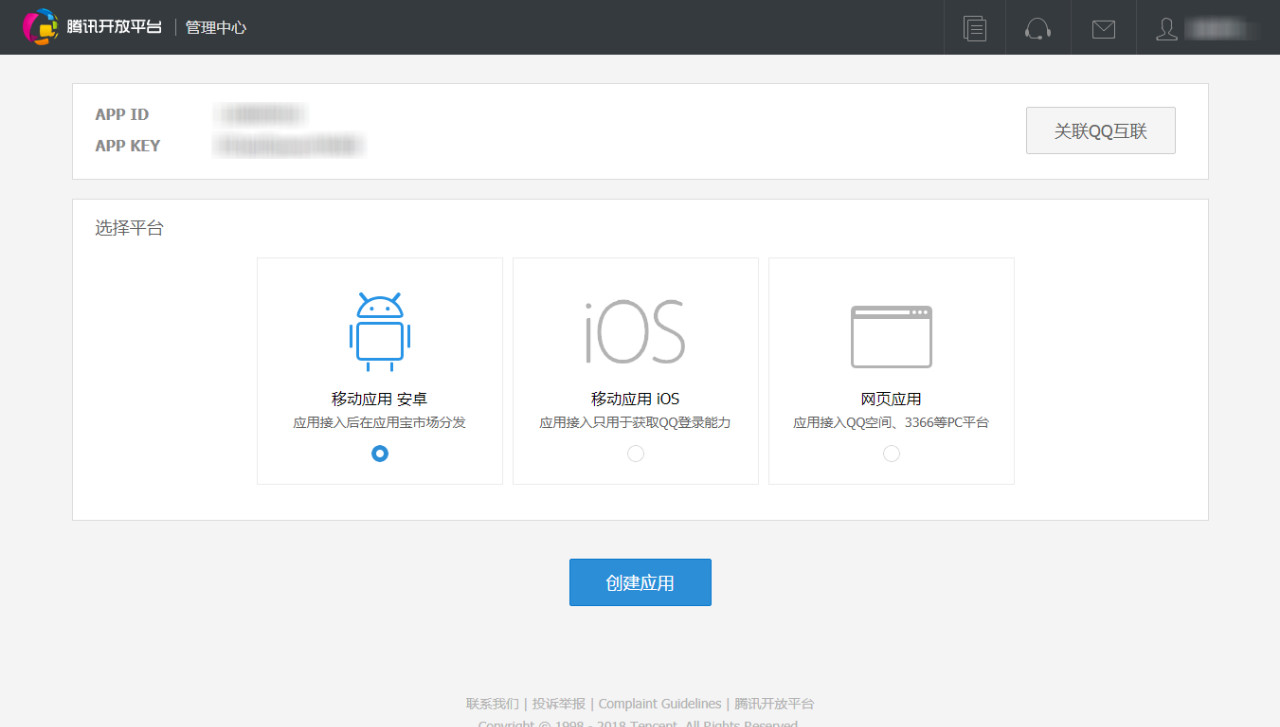 腾讯开放平台 | 管理中心
APP ID
APP KEY
关联QQ互联
选择平台
iOS
移动应用 安卓
应用接入后在应用宝市场分发
移动应用 iOS
应用接入只用于获取QQ登录能力
网页应用
应用接入QQ空间、3366等PC平台
创建应用
联系我们 | 投诉举报 | Complaint Guidelines | 腾讯开放平台
Copyright © 1998 - 2018 Tencent. All Rights Reserved.